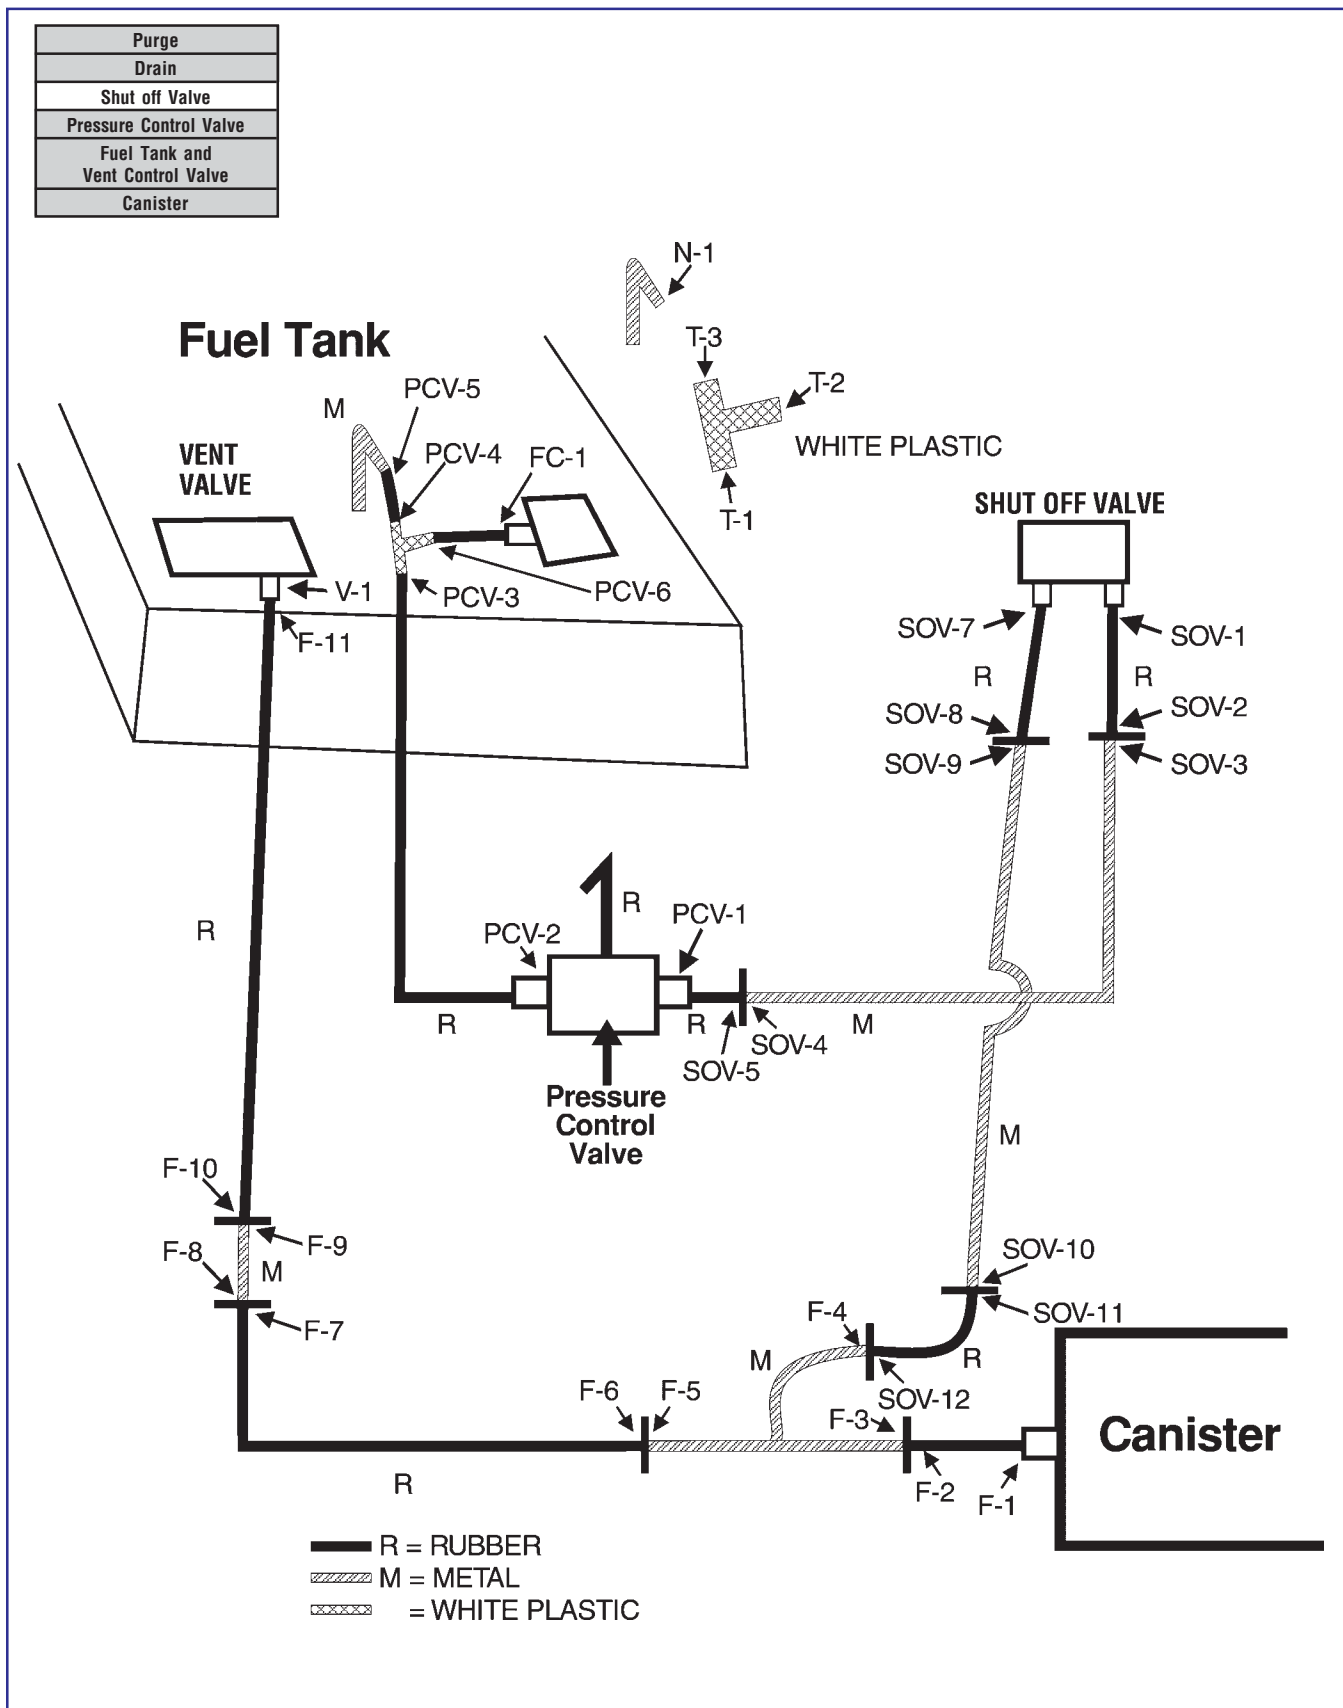 Purge
Drain
Shut off Valve
Pressure Control Valve
Fuel Tank and
Vent Control Valve
Canister
N-1
Fuel Tank
T-3
T-2
WHITE PLASTIC
T-1
M
PCV-5
PCV-4
FC-1
VENT
VALVE
V-1
F-11
PCV-3
PCV-6
SHUT OFF VALVE
SOV-7
SOV-1
R
R
SOV-8
SOV-2
SOV-9
SOV-3
R
R
PCV-2
PCV-1
R
R
SOV-5
SOV-4
M
Pressure
Control
Valve
M
F-10
F-9
F-8
M
F-7
SOV-10
SOV-11
F-4
M
R
SOV-12
F-6
F-5
F-3
F-2
F-1
Canister
R
R = RUBBER
M = METAL
= WHITE PLASTIC